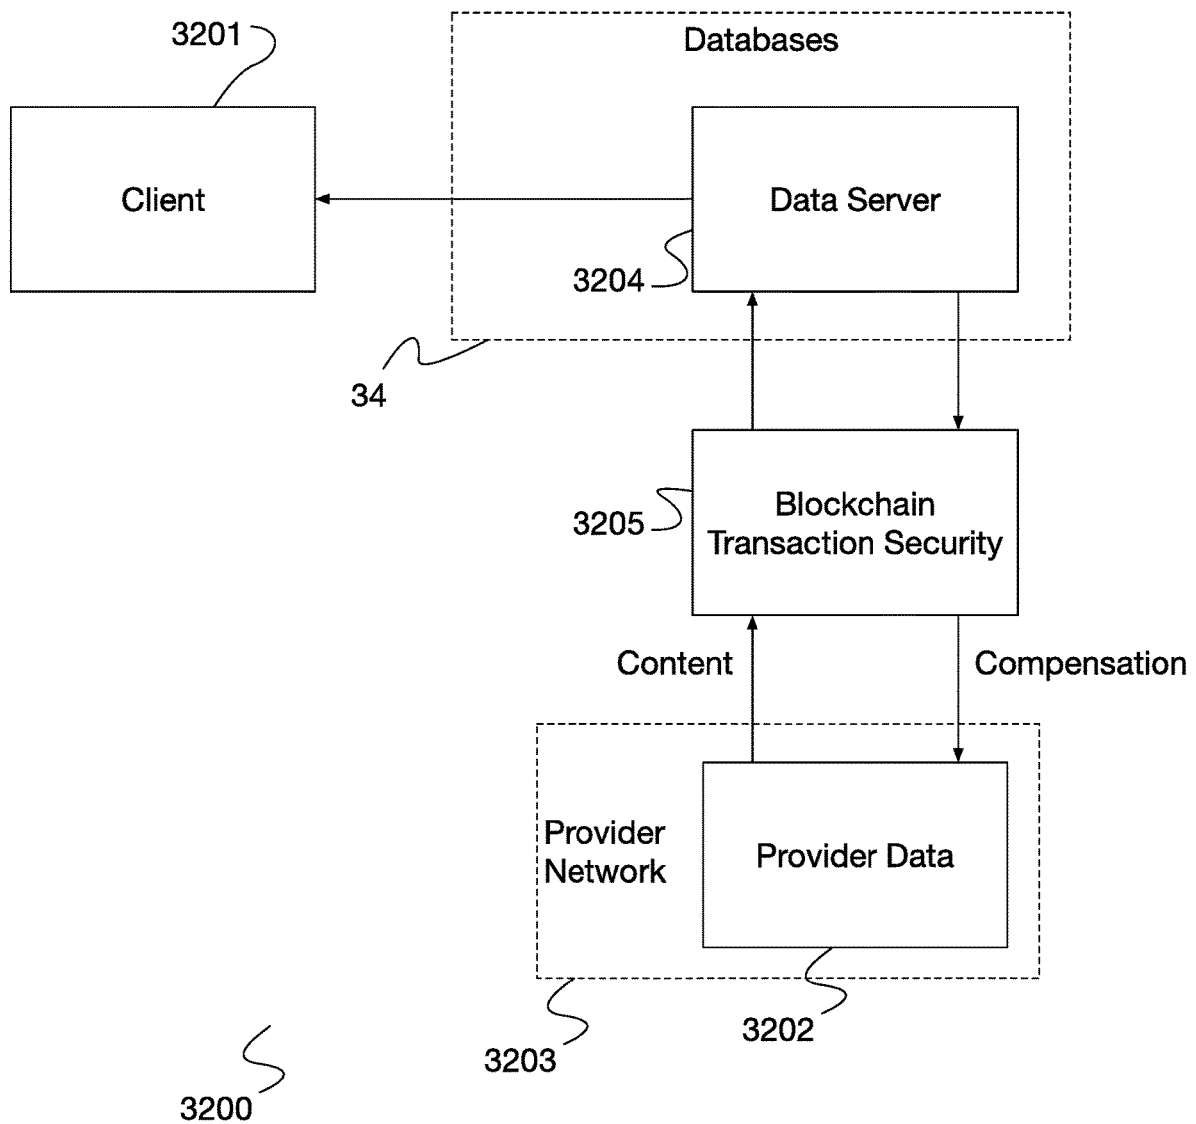 3201
Databases
Client
Data Server
3204
34
Blockchain
Transaction Security
3205
Content
Compensation
Provider
Network
Provider Data
3202
3203
3200